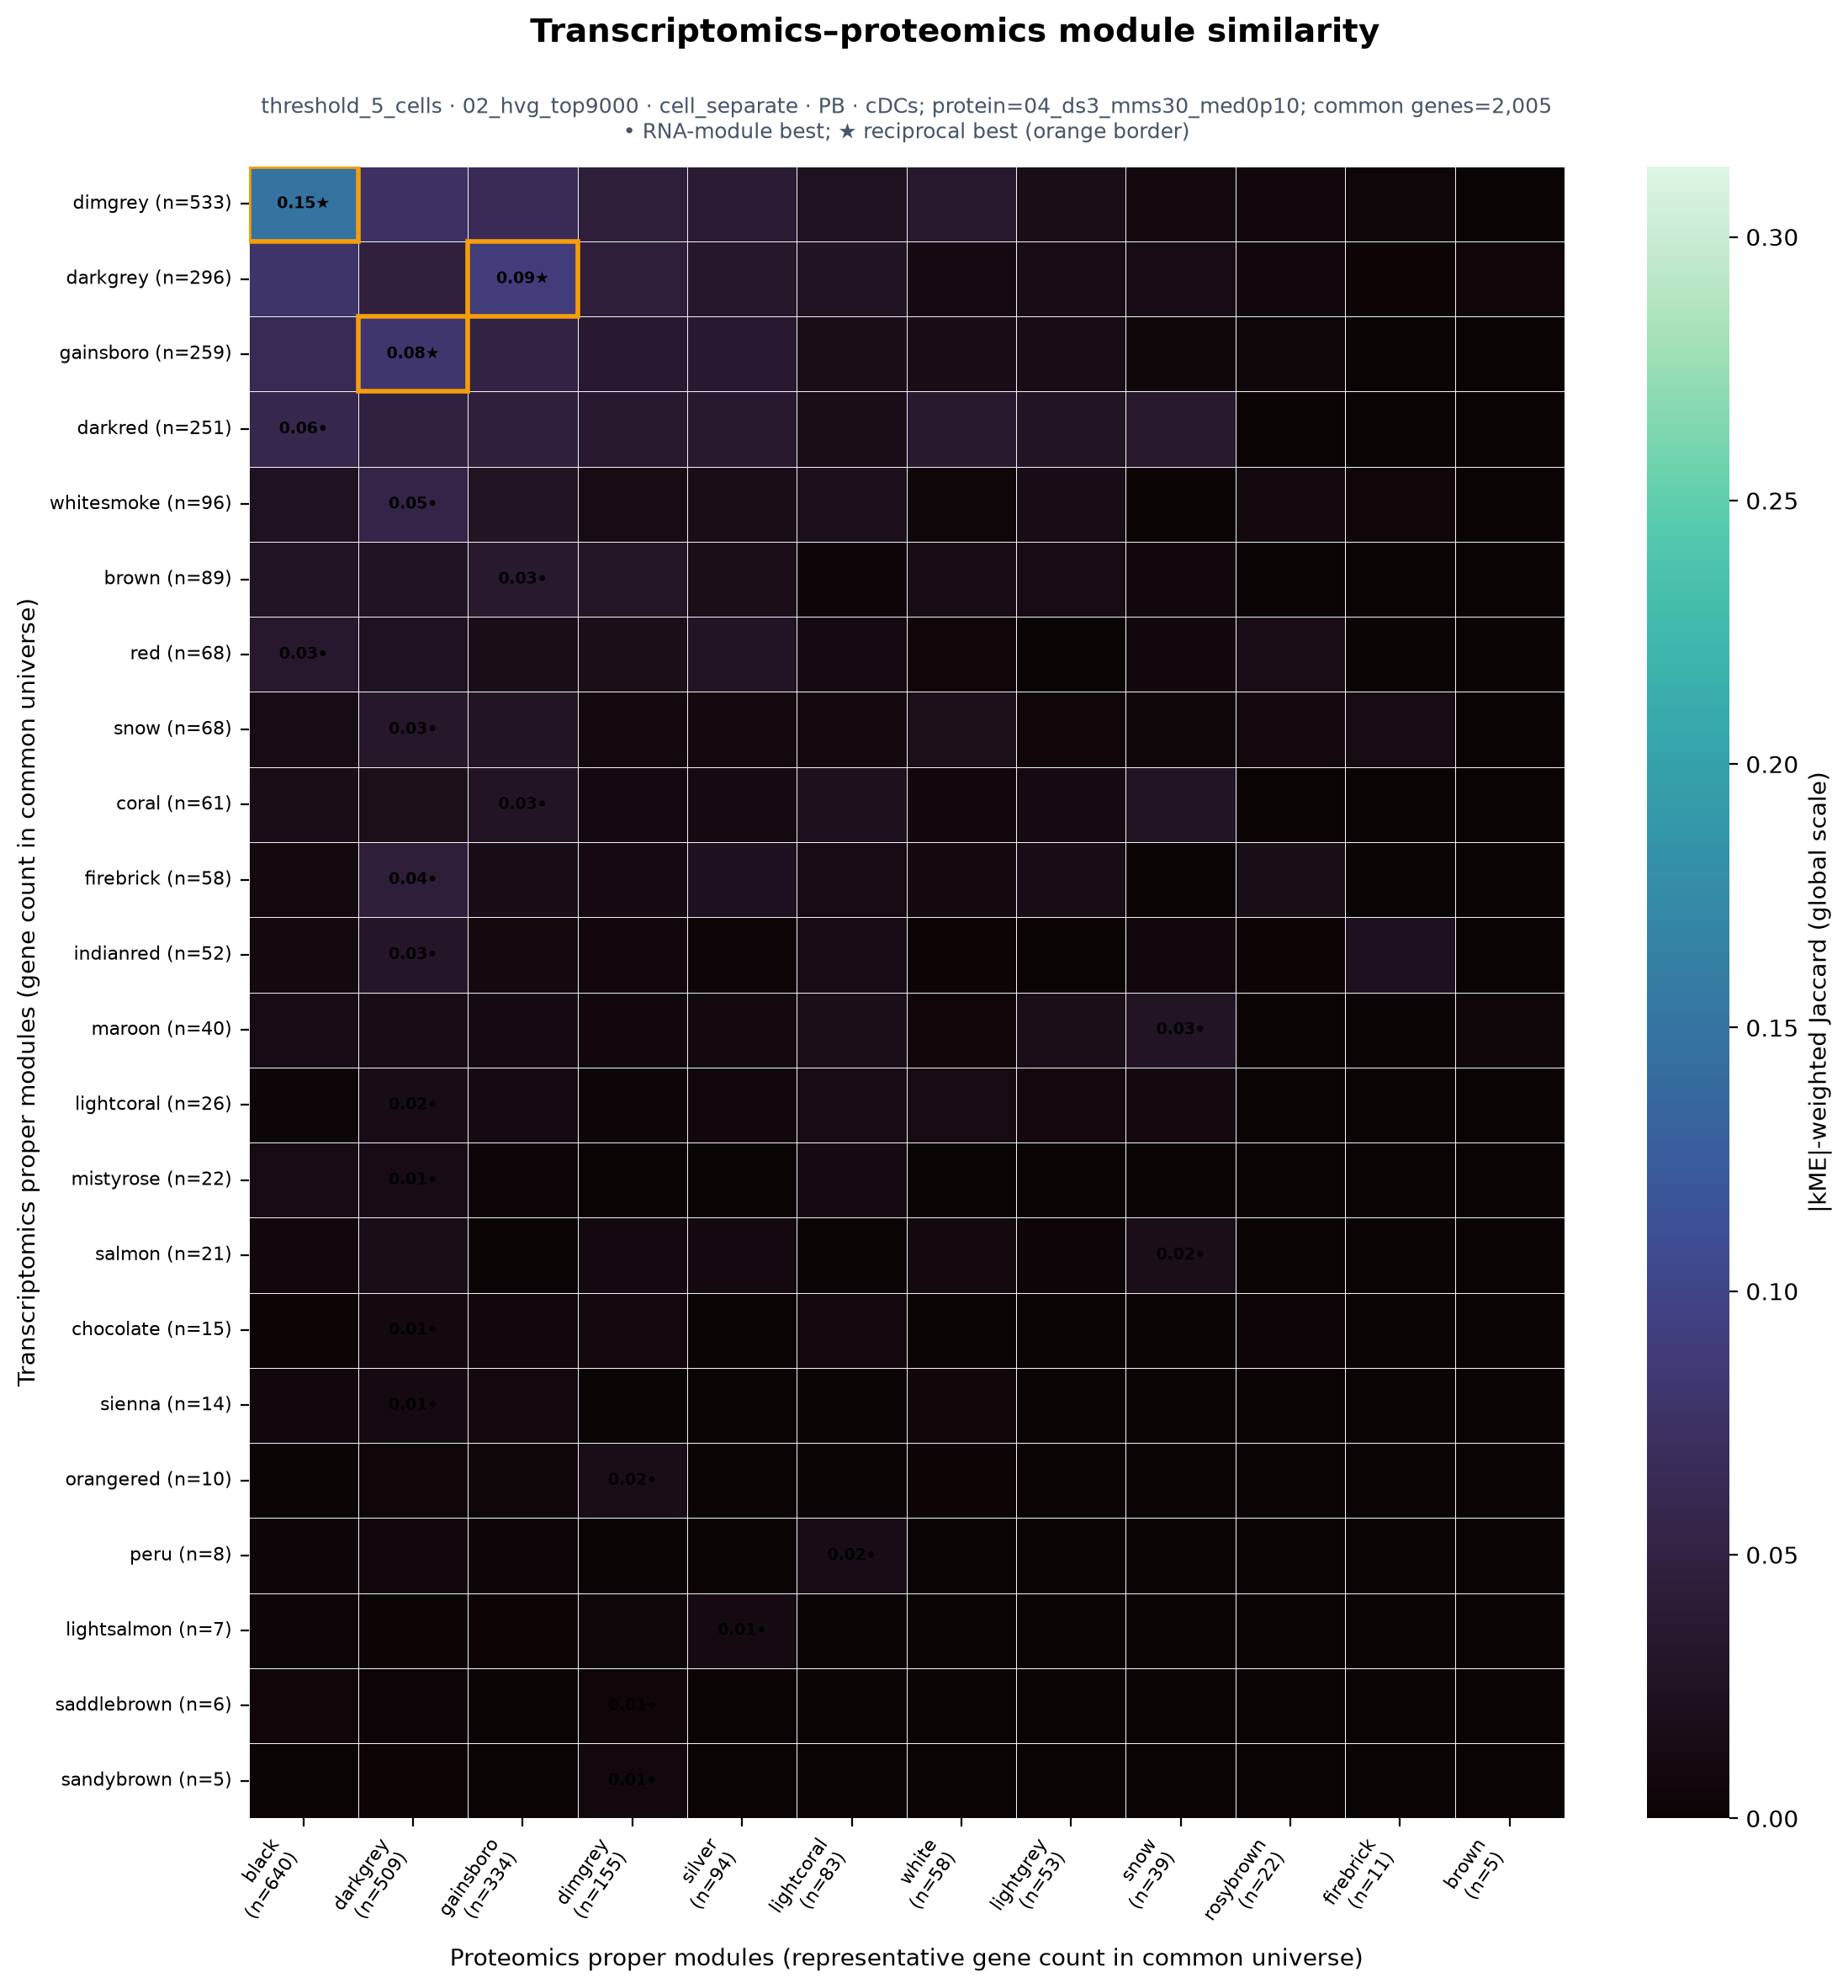 Transcriptomics–proteomics module similarity
threshold_5_cells · 02_hvg_top9000 · cell_separate · PB · cDCs; protein=04_ds3_mms30_med0p10; common genes=2,005
• RNA-module best; ★ reciprocal best (orange border)
Transcriptomics proper modules (gene count in common universe)
dimgrey (n=533)
0.15★
darkgrey (n=296)
0.09★
gainsboro (n=259)
0.08★
darkred (n=251)
0.06•
whitesmoke (n=96)
0.05•
brown (n=89)
0.03•
red (n=68)
0.03•
snow (n=68)
0.03•
coral (n=61)
0.03•
firebrick (n=58)
0.04•
indianred (n=52)
0.03•
maroon (n=40)
0.03•
lightcoral (n=26)
0.02•
mistyrose (n=22)
0.01•
salmon (n=21)
0.02•
chocolate (n=15)
0.01•
sienna (n=14)
0.01•
orangered (n=10)
0.02•
peru (n=8)
0.02•
lightsalmon (n=7)
0.01•
saddlebrown (n=6)
0.01•
sandybrown (n=5)
0.01•
black
(n=640)
darkgrey
(n=509)
gainsboro
(n=334)
dimgrey
(n=155)
silver
(n=94)
lightcoral
(n=83)
white
(n=58)
lightgrey
(n=53)
snow
(n=39)
rosybrown
(n=22)
firebrick
(n=11)
brown
(n=5)
Proteomics proper modules (representative gene count in common universe)
0.30
0.25
0.20
0.15
0.10
0.05
0.00
|kME|-weighted Jaccard (global scale)